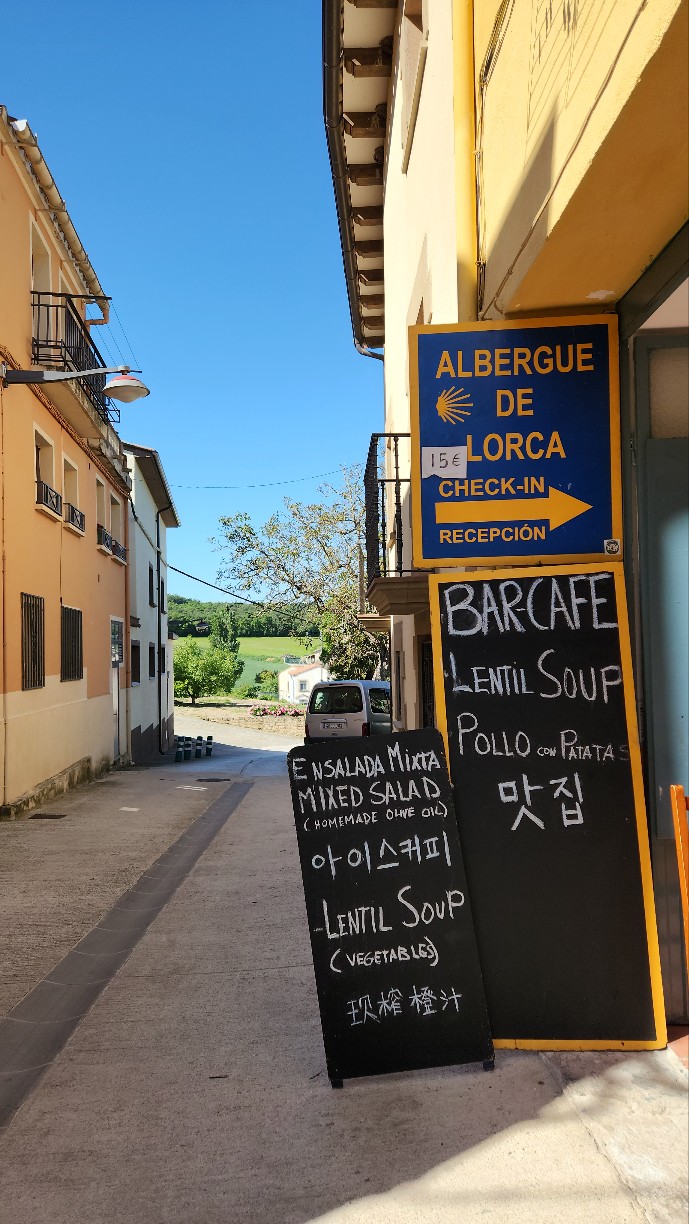 ALBERGUE
DE
LORCA
15€
CHECK-IN
RECEPCIÓN
BAR-CAFE
LENTIL SOUP
POLLO CON PATATAS
맛집
ENSALADA MIXTA
MIXED SALAD
(HOMEMADE OLIVE OIL)
아이스커피
-LENTIL SOUP
(VEGETABLES)
现榨橙汁